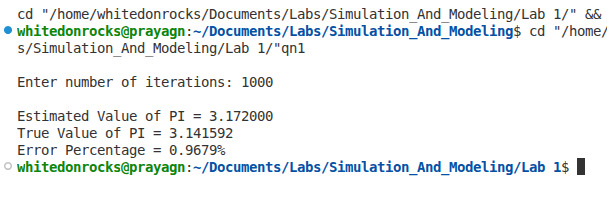 cd "/home/whitedonrocks/Documents/Labs/Simulation_And_Modeling/Lab 1/" &&
whitedonrocks@prayagn:~/Documents/Labs/Simulation_And_Modeling$ cd "/home/
s/Simulation_And_Modeling/Lab 1/"qn1
Enter number of iterations: 1000
Estimated Value of PI = 3.172000
True Value of PI = 3.141592
Error Percentage = 0.9679%
whitedonrocks@prayagn:~/Documents/Labs/Simulation_And_Modeling/Lab 1$